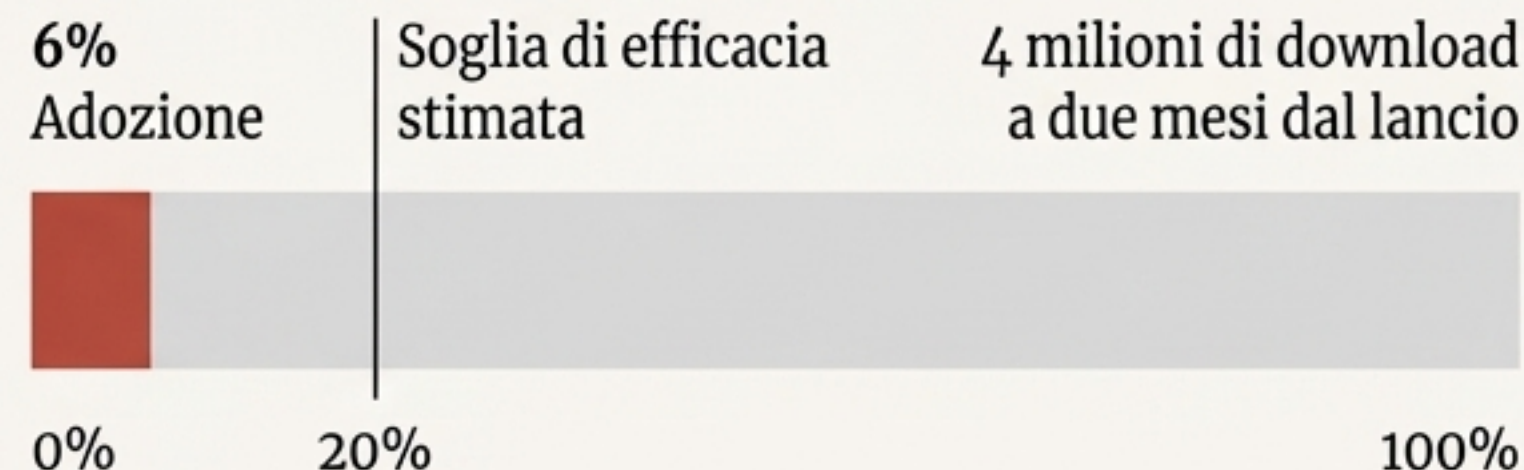 6%
Adozione
Soglia di efficacia
stimata
4 milioni di download
a due mesi dal lancio
0%
20%
100%